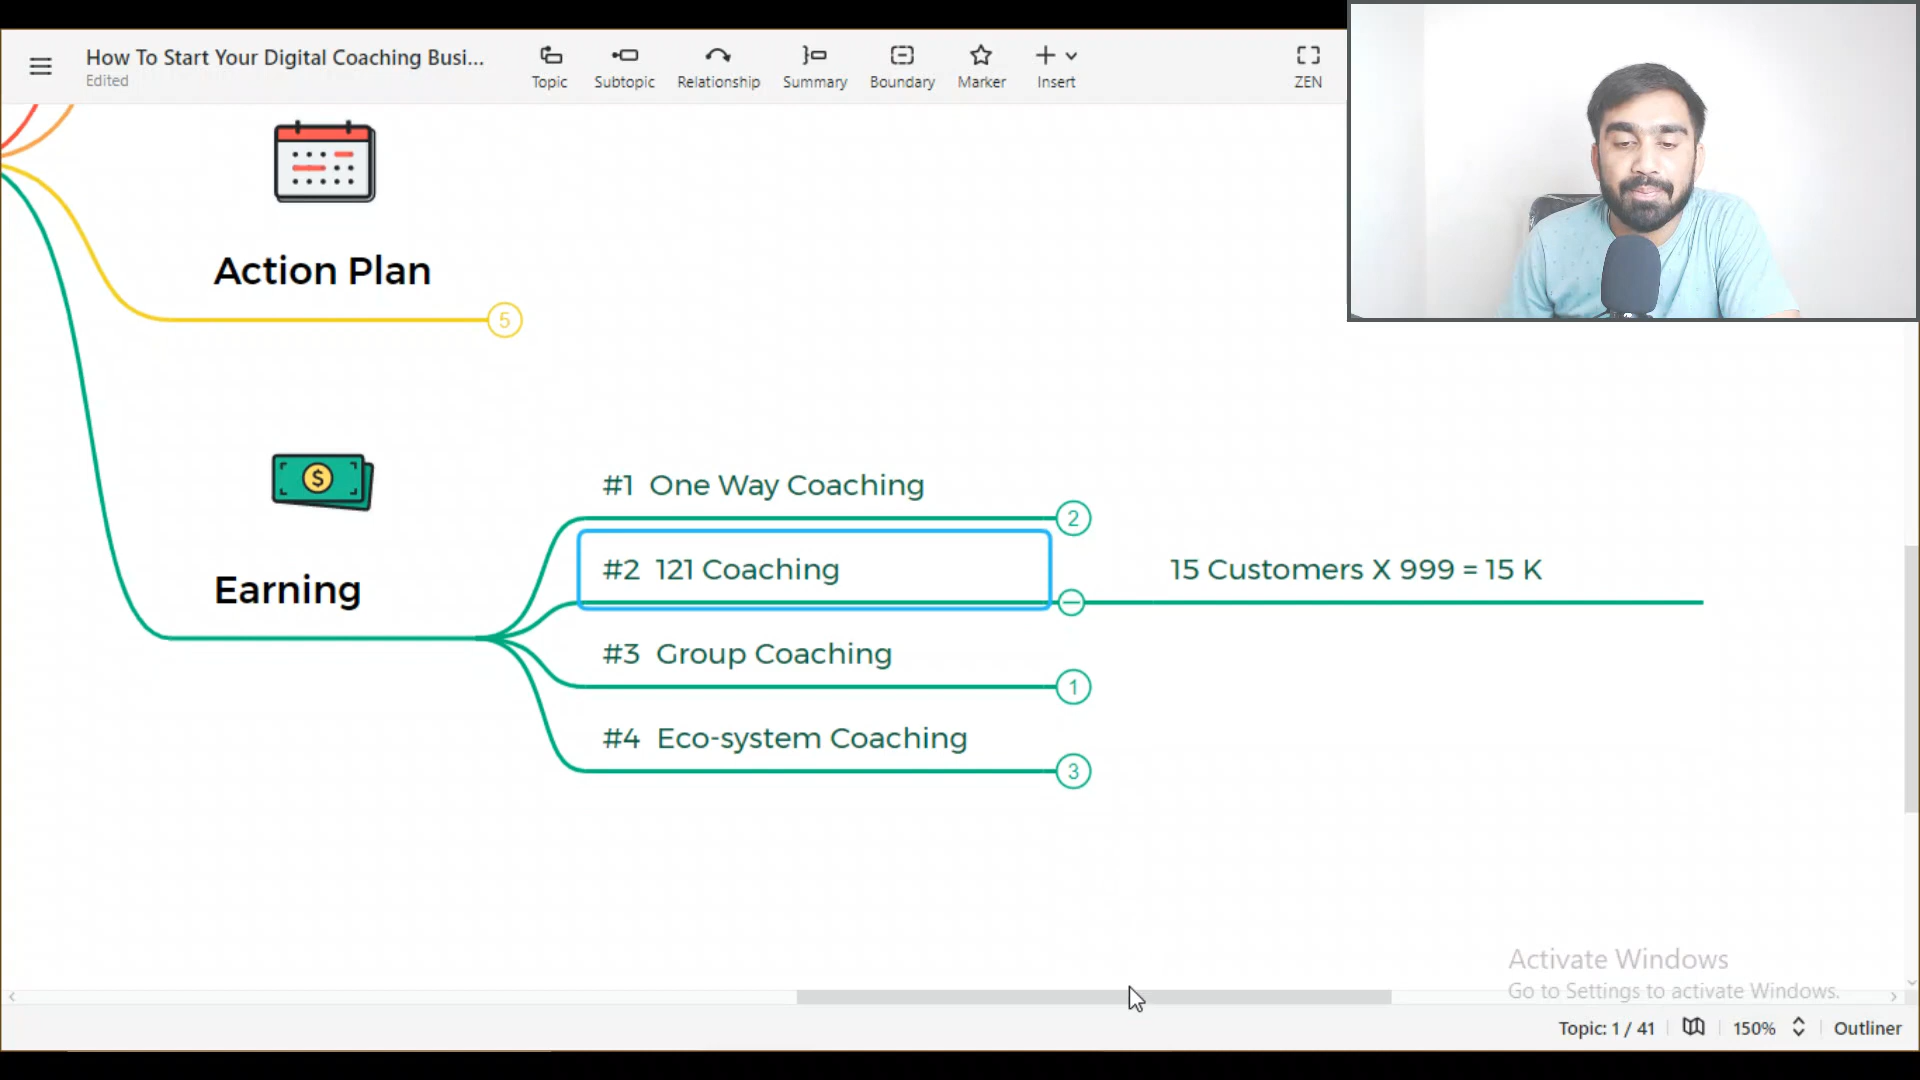 How To Start Your Digital Coaching Busi...
Edited
Topic
Subtopic
Relationship
Summary
Boundary
Marker
Insert
ZEN
Action Plan
5
$
Earning
#1 One Way Coaching
2
#2 121 Coaching
15 Customers X 999 = 15 K
#3 Group Coaching
1
#4 Eco-system Coaching
3
Activate Windows
Go to Settings to activate Windows.
Topic: 1 / 41
150%
Outliner